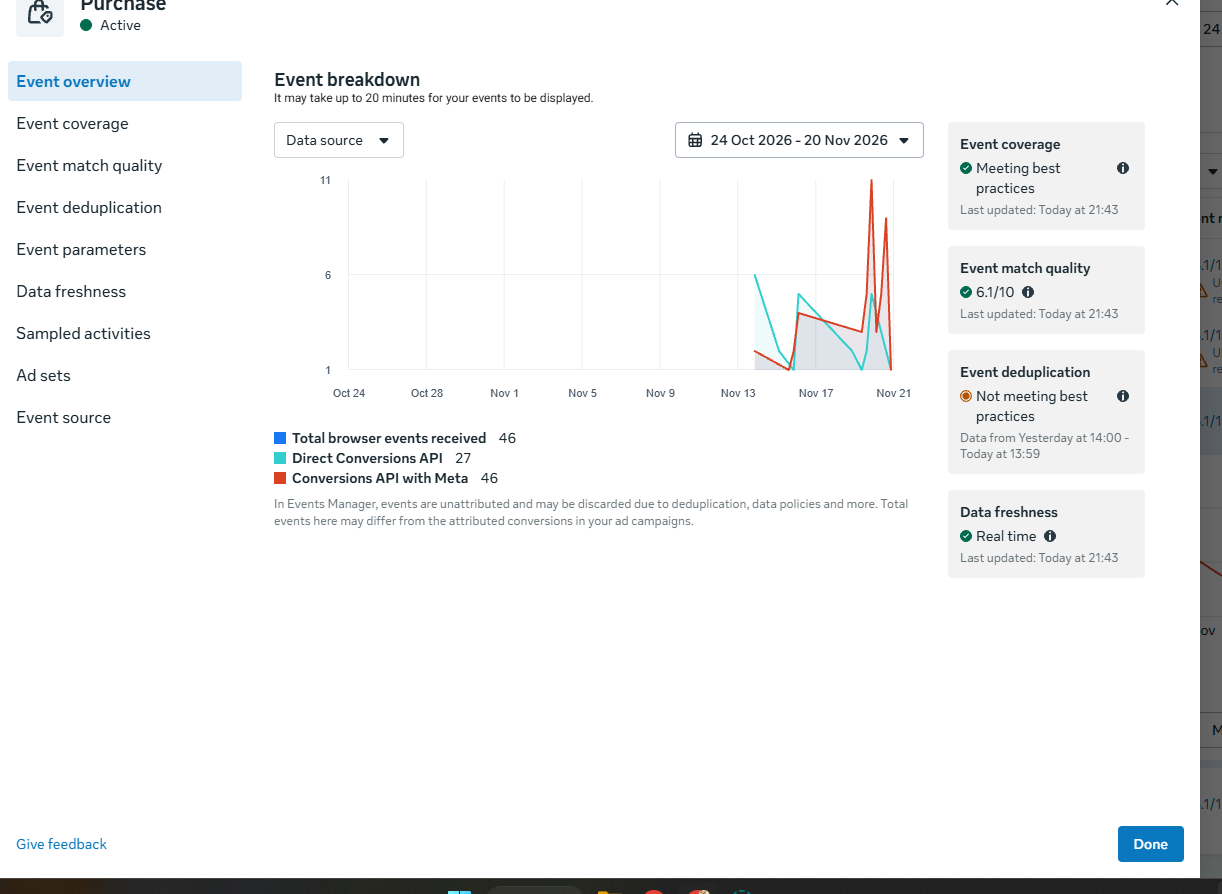 Purchase
Active
Event overview
Event coverage
Event match quality
Event deduplication
Event parameters
Data freshness
Sampled activities
Ad sets
Event source
Give feedback
Event breakdown
It may take up to 20 minutes for your events to be displayed.
Data source
24 Oct 2026 - 20 Nov 2026
11
6
1
Oct 24 Oct 28 Nov 1 Nov 5 Nov 9 Nov 13 Nov 17 Nov 21
Total browser events received 46
Direct Conversions API 27
Conversions API with Meta 46
In Events Manager, events are unattributed and may be discarded due to deduplication, data policies and more. Total
events here may differ from the attributed conversions in your ad campaigns.
Event coverage
Meeting best
practices
Last updated: Today at 21:43
Event match quality
6.1/10
Last updated: Today at 21:43
Event deduplication
Not meeting best
practices
Data from Yesterday at 14:00 -
Today at 13:59
Data freshness
Real time
Last updated: Today at 21:43
Done
24